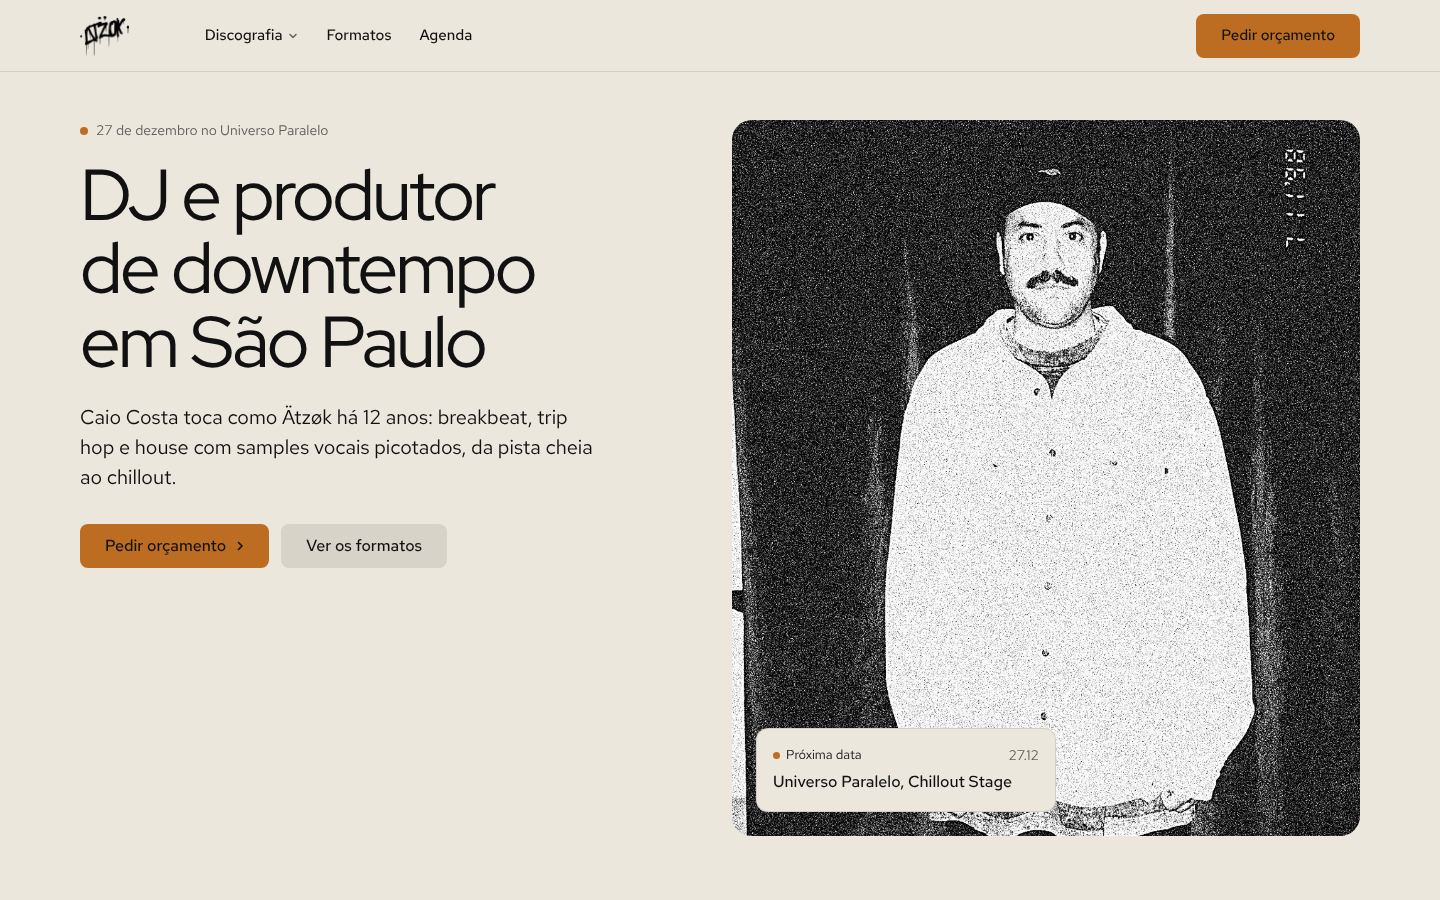 ÄTZØK
Discografia
Formatos
Agenda
Pedir orçamento
27 de dezembro no Universo Paralelo
DJ e produtor
de downtempo
em São Paulo
Caio Costa toca como Ätzøk há 12 anos: breakbeat, trip
hop e house com samples vocais picotados, da pista cheia
ao chillout.
Pedir orçamento
Ver os formatos
Próxima data
27.12
Universo Paralelo, Chillout Stage